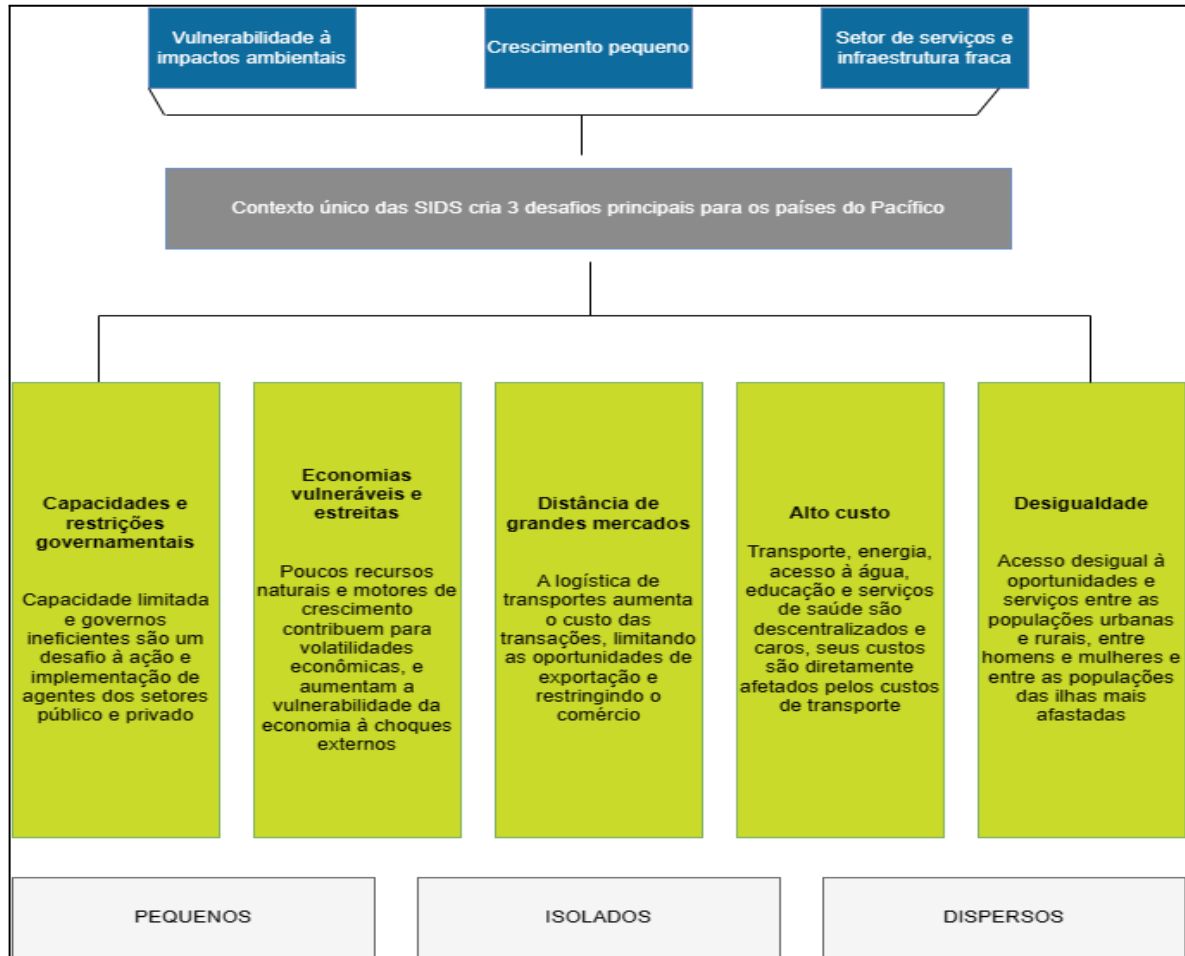 Vulnerabilidade à
impactos ambientais
Crescimento pequeno
Setor de serviços e
infraestrutura fraca
Contexto único das SIDS cria 3 desafios principais para os países do Pacífico
Capacidades e
restrições
governamentais
Capacidade limitada
e governos
ineficientes são um
desafio à ação e
implementação de
agentes dos setores
público e privado
Economias
vulneráveis e
estreitas
Poucos recursos
naturais e motores de
crescimento
contribuem para
volatilidades
econômicas, e
aumentam a
vulnerabilidade da
economia à choques
externos
Distância de
grandes mercados
A logística de
transportes aumenta
o custo das
transações, limitando
as oportunidades de
exportação e
restringindo o
comércio
Alto custo
Transporte, energia,
acesso à água,
educação e serviços
de saúde são
descentralizados e
caros, seus custos
são diretamente
afetados pelos custos
de transporte
Desigualdade
Acesso desigual à
oportunidades e
serviços entre as
populações urbanas
e rurais, entre
homens e mulheres e
entre as populações
das ilhas mais
afastadas
PEQUENOS
ISOLADOS
DISPERSOS